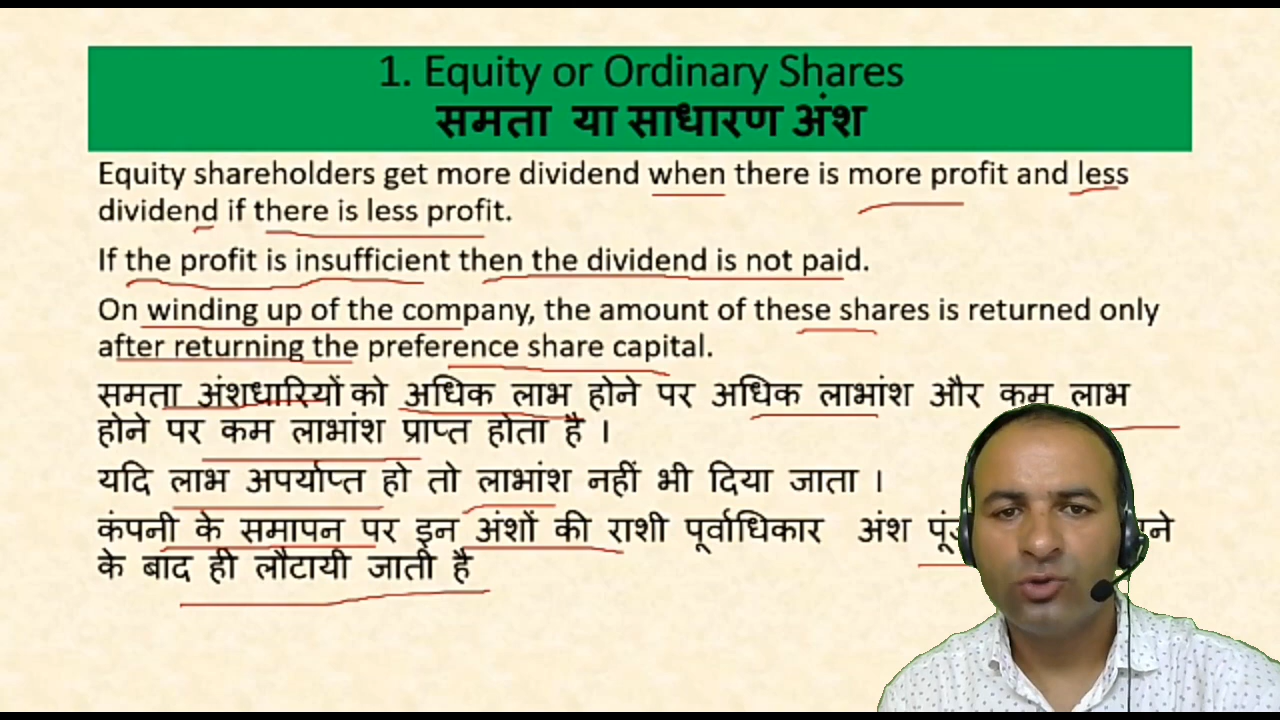 1. Equity or Ordinary Shares
समता या साधारण अंश
Equity shareholders get more dividend when there is more profit and less
dividend if there is less profit.
If the profit is insufficient then the dividend is not paid.
On winding up of the company, the amount of these shares is returned only
after returning the preference share capital.
समता अंशधारियों को अधिक लाभ होने पर अधिक लाभांश और कम लाभ
होने पर कम लाभांश प्राप्त होता है ।
यदि लाभ अपर्याप्त हो तो लाभांश नहीं भी दिया जाता ।
कंपनी के समापन पर इन अंशों की राशी पूर्वाधिकार अंश
के बाद ही लौटायी जाती है